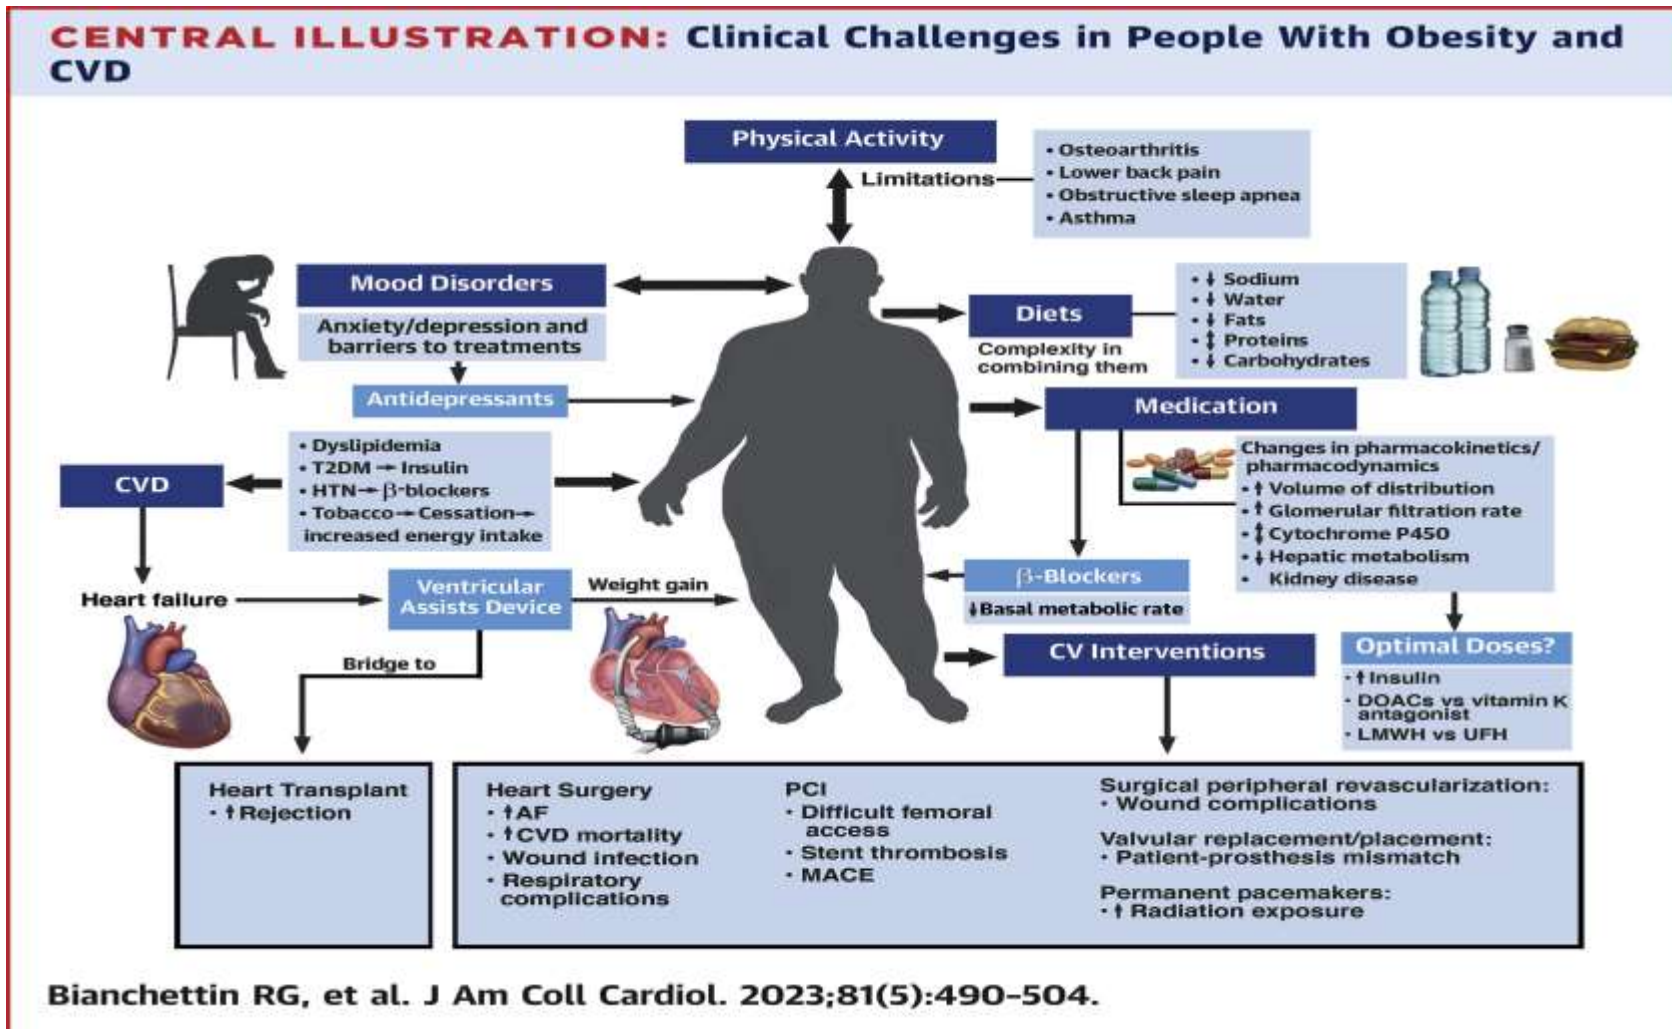 CENTRAL ILLUSTRATION: Clinical Challenges in People With Obesity and
CVD
Physical Activity
Limitations
• Osteoarthritis
• Lower back pain
• Obstructive sleep apnea
• Asthma
Mood Disorders
Anxiety/depression and
barriers to treatments
Antidepressants
Diets
Complexity in
combining them
• ↓ Sodium
• ↓ Water
• ↓ Fats
• ↕ Proteins
• ↓ Carbohydrates
Medication
Changes in pharmacokinetics/
pharmacodynamics
• ↑ Volume of distribution
• ↑ Glomerular filtration rate
• ↕ Cytochrome P450
• ↓ Hepatic metabolism
• Kidney disease
CVD
• Dyslipidemia
• T2DM → Insulin
• HTN → β-blockers
• Tobacco → Cessation →
increased energy intake
Heart failure
Ventricular
Assists Device
Weight gain
Bridge to
β-Blockers
↓Basal metabolic rate
CV Interventions
Optimal Doses?
• ↑ Insulin
• DOACs vs vitamin K
antagonist
• LMWH vs UFH
Heart Transplant
• ↑ Rejection
Heart Surgery
• ↑AF
• ↑CVD mortality
• Wound infection
• Respiratory
complications
PCI
• Difficult femoral
access
• Stent thrombosis
• MACE
Surgical peripheral revascularization:
• Wound complications
Valvular replacement/placement:
• Patient-prosthesis mismatch
Permanent pacemakers:
• ↑ Radiation exposure
Bianchettin RG, et al. J Am Coll Cardiol. 2023;81(5):490–504.